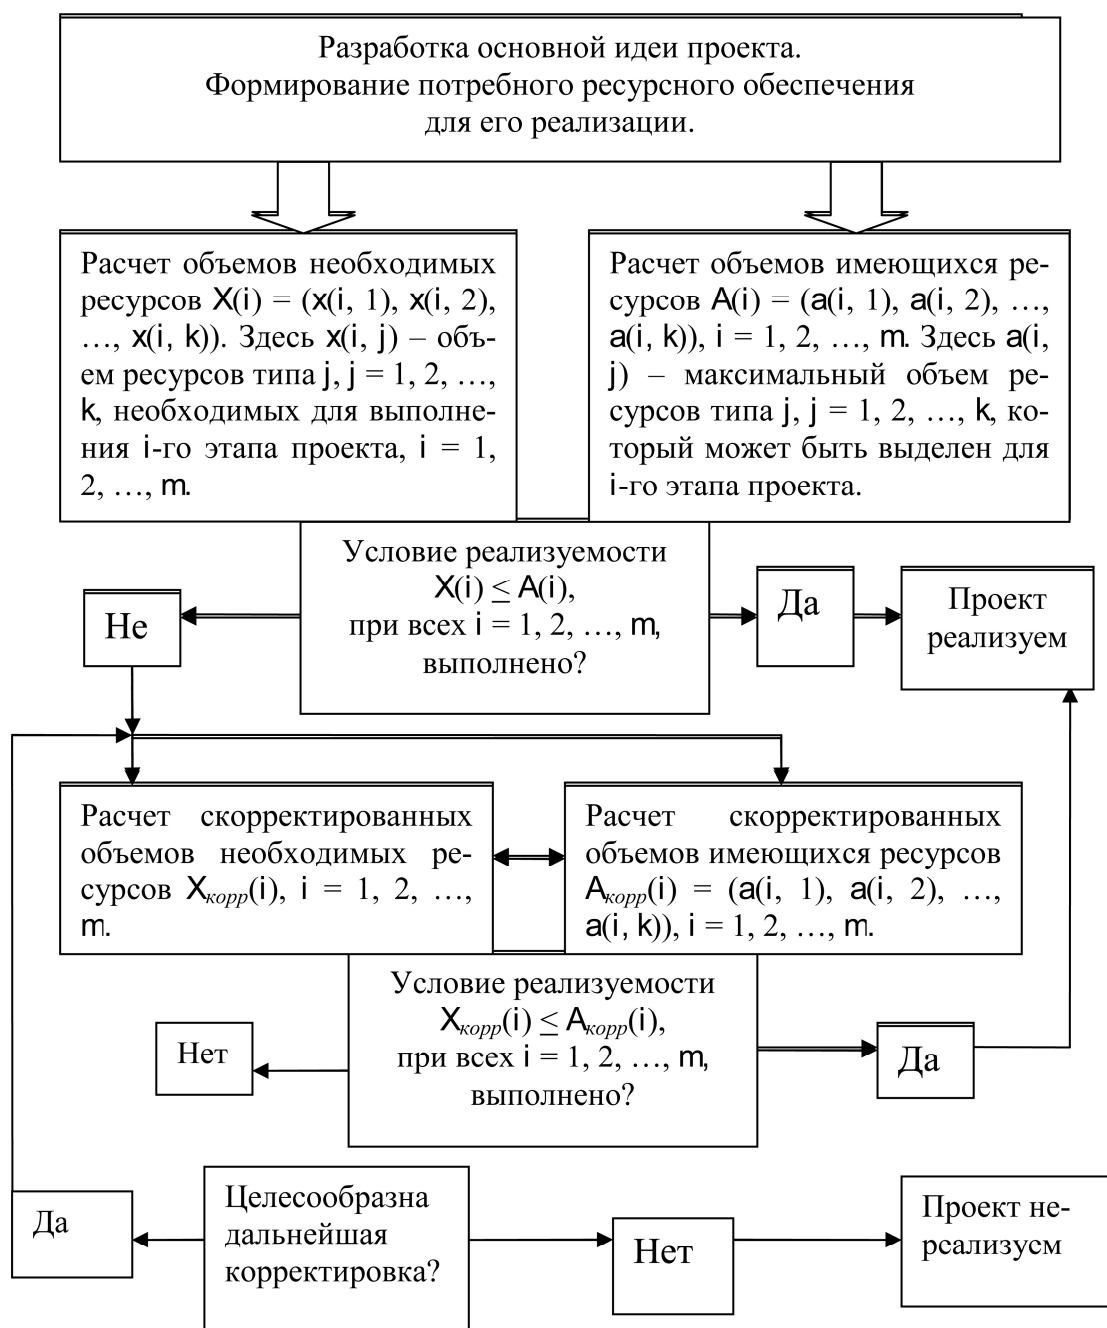 Разработка основной идеи проекта.
Формирование потребного ресурсного обеспечения
для его реализации.
Расчет объемов необходимых
ресурсов X(i) = (x(i, 1), x(i, 2),
…, x(i, k)). Здесь x(i, j) – объ-
ем ресурсов типа j, j = 1, 2, …,
k, необходимых для выполне-
ния i-го этапа проекта, i = 1,
2, …, m.
Расчет объемов имеющихся ре-
сурсов A(i) = (a(i, 1), a(i, 2), …,
a(i, k)), i = 1, 2, …, m. Здесь a(i,
j) – максимальный объем ре-
сурсов типа j, j = 1, 2, …, k, ко-
торый может быть выделен для
i-го этапа проекта.
Условие реализуемости
X(i) ≤ A(i),
при всех i = 1, 2, …, m,
выполнено?
Не
Да
Проект
реализуем
Расчет скорректированных
объемов необходимых ре-
сурсов Xкорр(i), i = 1, 2, …,
m.
Расчет скорректированных
объемов имеющихся ресурсов
Aкорр(i) = (a(i, 1), a(i, 2), …,
a(i, k)), i = 1, 2, …, m.
Условие реализуемости
Xкорр(i) ≤ Aкорр(i),
при всех i = 1, 2, …, m,
выполнено?
Нет
Да
Да
Целесообразна
дальнейшая
корректировка?
Нет
Проект не-
реализуем